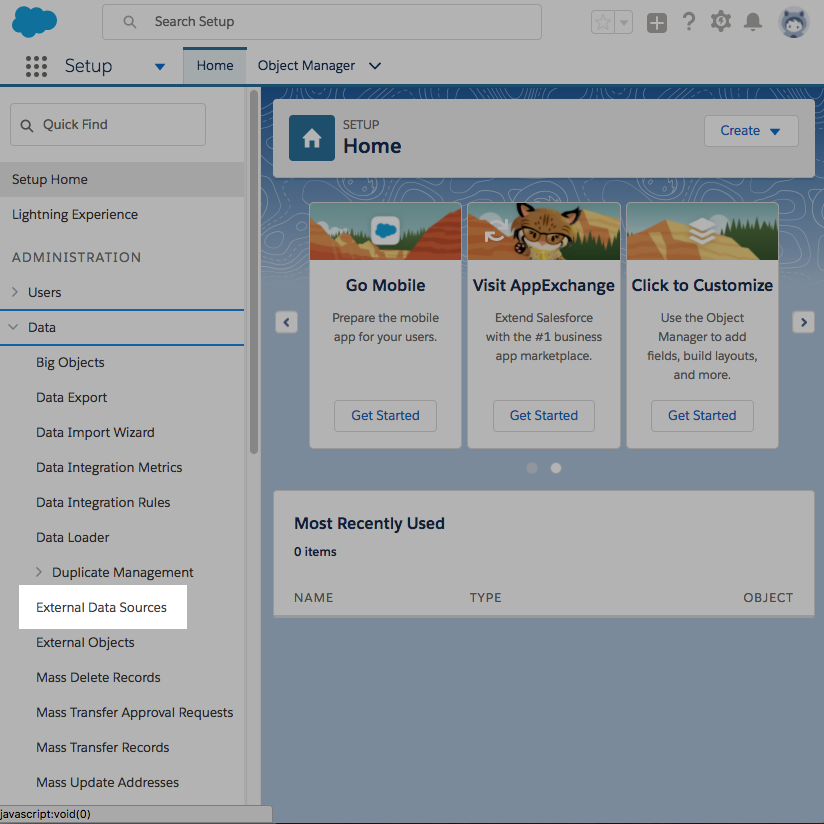 Search Setup
Setup
Home
Object Manager
Quick Find
Setup Home
Lightning Experience
ADMINISTRATION
Users
Data
Big Objects
Data Export
Data Import Wizard
Data Integration Metrics
Data Integration Rules
Data Loader
Duplicate Management
External Data Sources
External Objects
Mass Delete Records
Mass Transfer Approval Requests
Mass Transfer Records
Mass Update Addresses
javascript:void(0)
SETUP
Home
Create
Go Mobile
Prepare the mobile
app for your users.
Get Started
Visit AppExchange
Extend Salesforce
with the #1 business
app marketplace.
Get Started
Click to Customize
Use the Object
Manager to add
fields, build layouts,
and more.
Get Started
Most Recently Used
0 items
NAME TYPE OBJECT